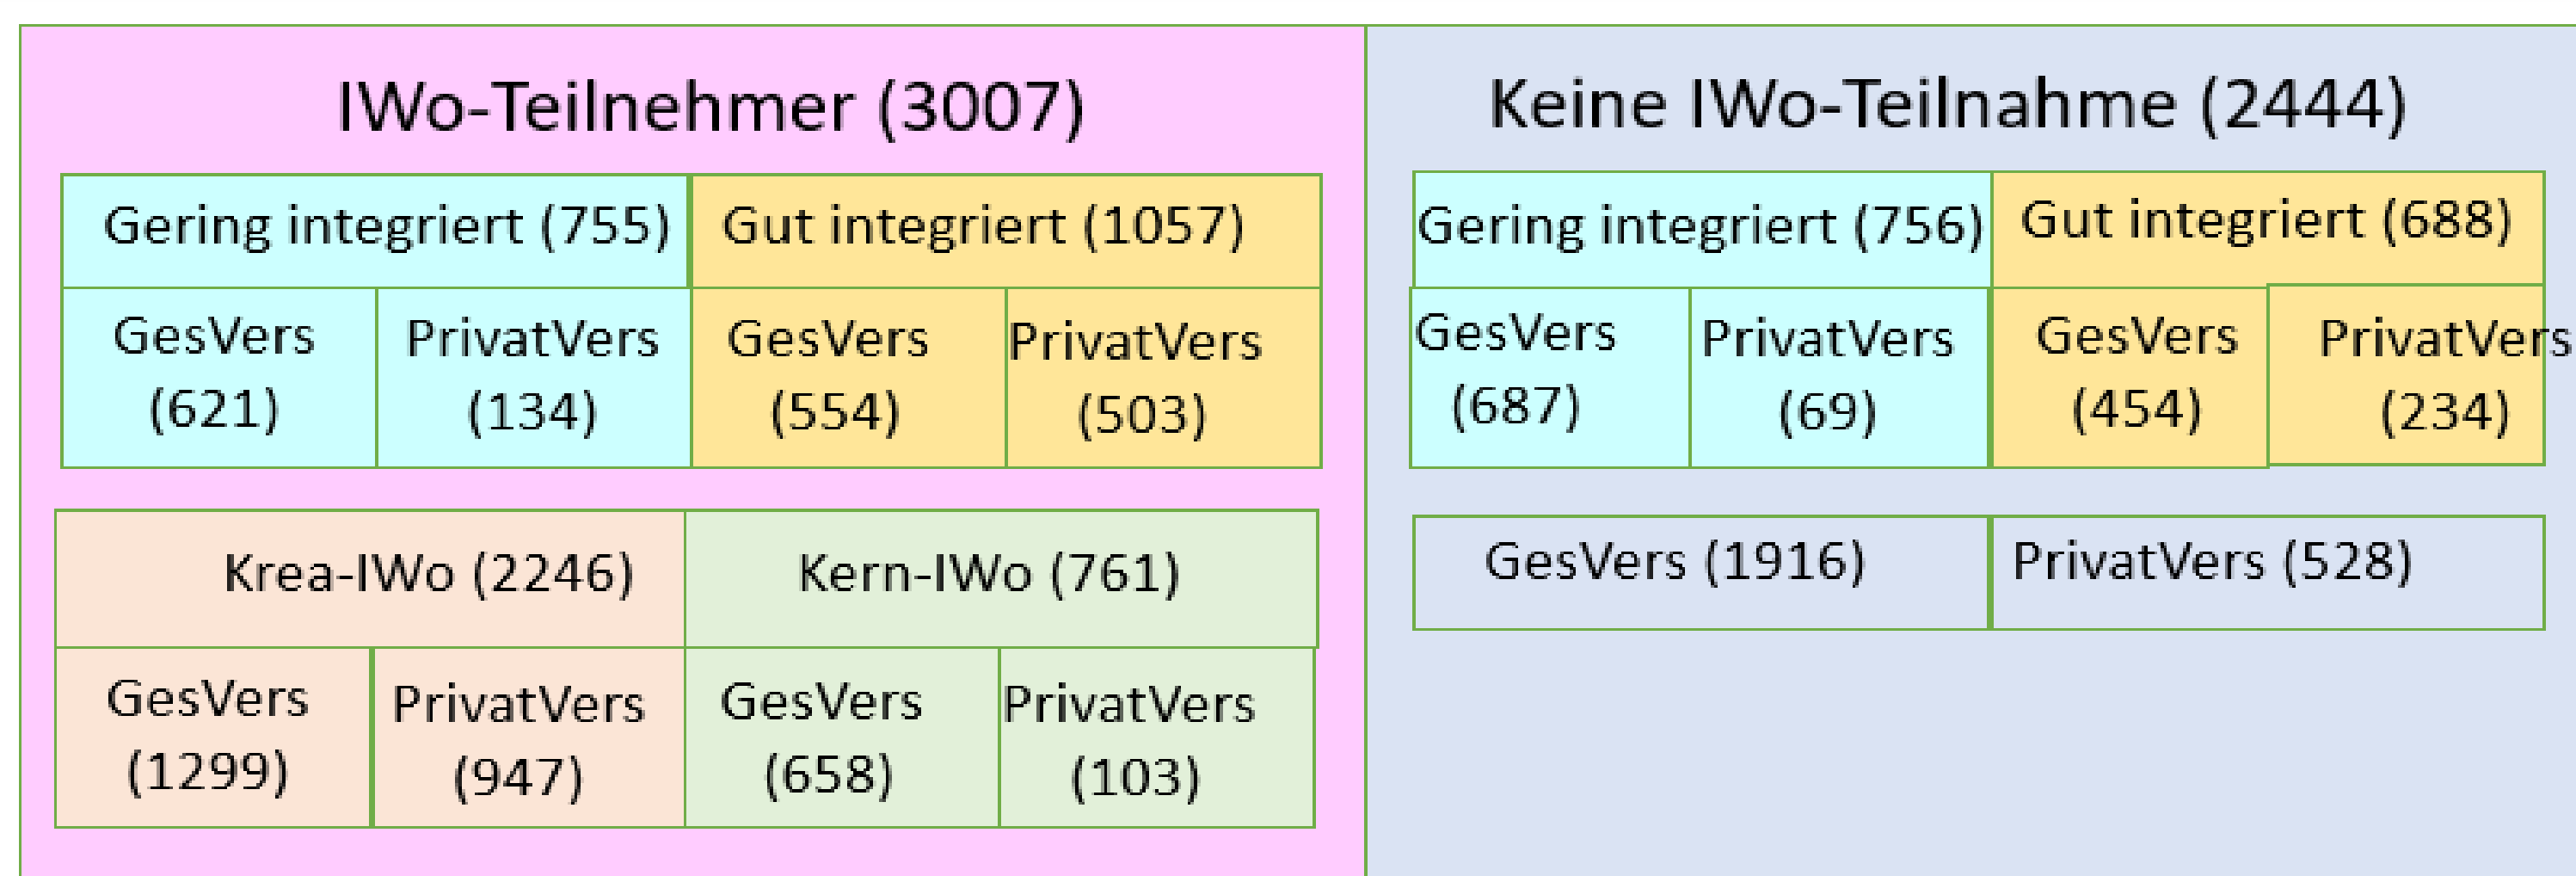 IWo-Teilnehmer (3007)
Gering integriert (755)
Gut integriert (1057)
GesVers
(621)
PrivatVers
(134)
GesVers
(554)
PrivatVers
(503)
Krea-IWo (2246)
Kern-IWo (761)
GesVers
(1299)
PrivatVers
(947)
GesVers
(658)
PrivatVers
(103)
Keine IWo-Teilnahme (2444)
Gering integriert (756)
Gut integriert (688)
GesVers
(687)
PrivatVers
(69)
GesVers
(454)
PrivatVers
(234)
GesVers (1916)
PrivatVers (528)